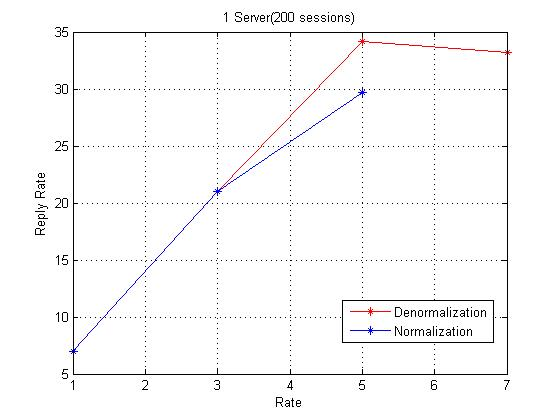 1 Server(200 sessions)
35
30
25
20
15
10
5
Reply Rate
Denormalization
Normalization
1 2 3 4 5 6 7
Rate